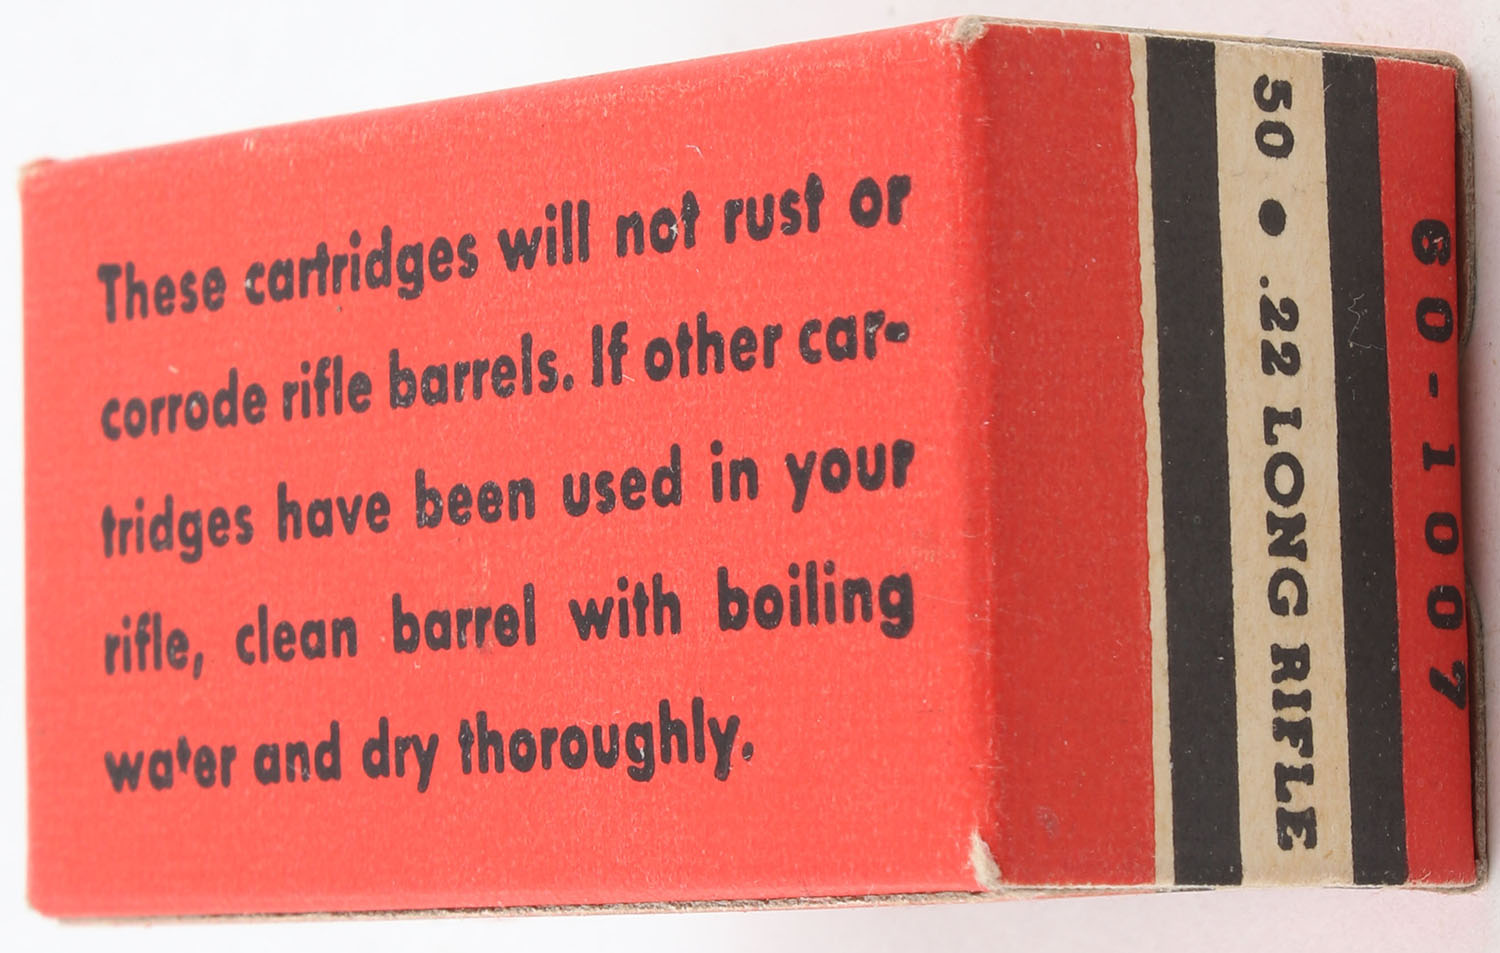 These cartridges will not rust or
corrode rifle barrels. If other car-
tridges have been used in your
rifle, clean barrel with boiling
water and dry thoroughly.
50 • .22 LONG RIFLE
60-1007